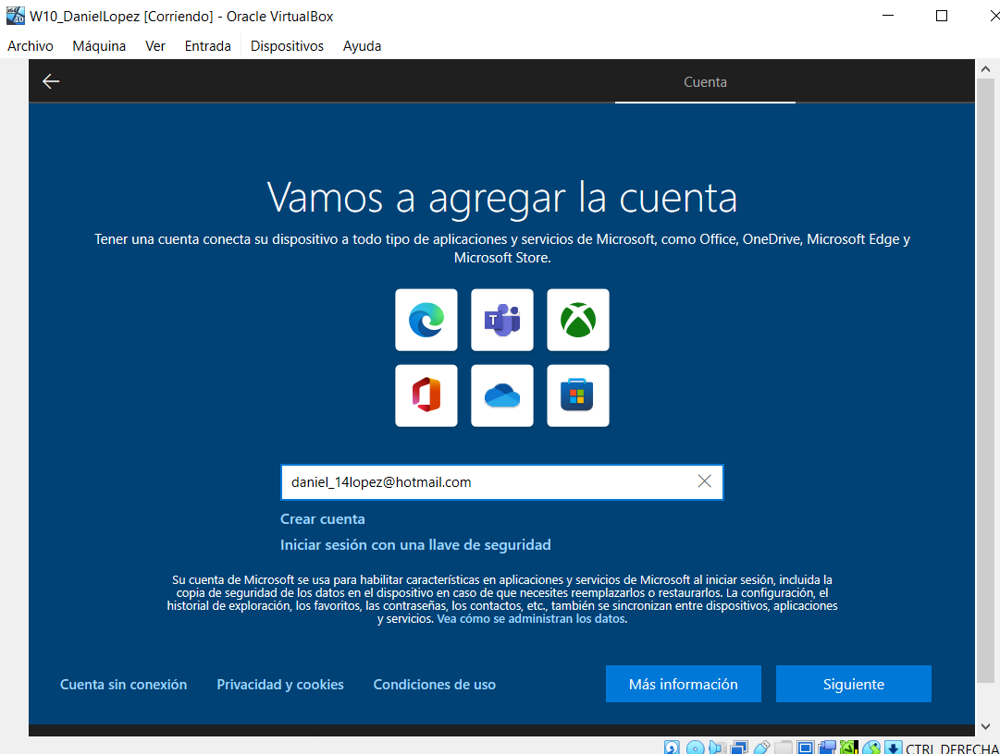 W10_DanielLopez [Corriendo] - Oracle VirtualBox
Archivo Máquina Ver Entrada Dispositivos Ayuda
Cuenta
Vamos a agregar la cuenta
Tener una cuenta conecta su dispositivo a todo tipo de aplicaciones y servicios de Microsoft, como Office, OneDrive, Microsoft Edge y
Microsoft Store.
daniel_14lopez@hotmail.com
Crear cuenta
Iniciar sesión con una llave de seguridad
Su cuenta de Microsoft se usa para habilitar características en aplicaciones y servicios de Microsoft al iniciar sesión, incluida la
copia de seguridad de los datos en el dispositivo en caso de que necesites reemplazarlos o restaurarlos. La configuración, el
historial de exploración, los favoritos, las contraseñas, los contactos, etc., también se sincronizan entre dispositivos, aplicaciones
y servicios. Vea cómo se administran los datos.
Cuenta sin conexión Privacidad y cookies Condiciones de uso Más información Siguiente
CTRL DERECHA